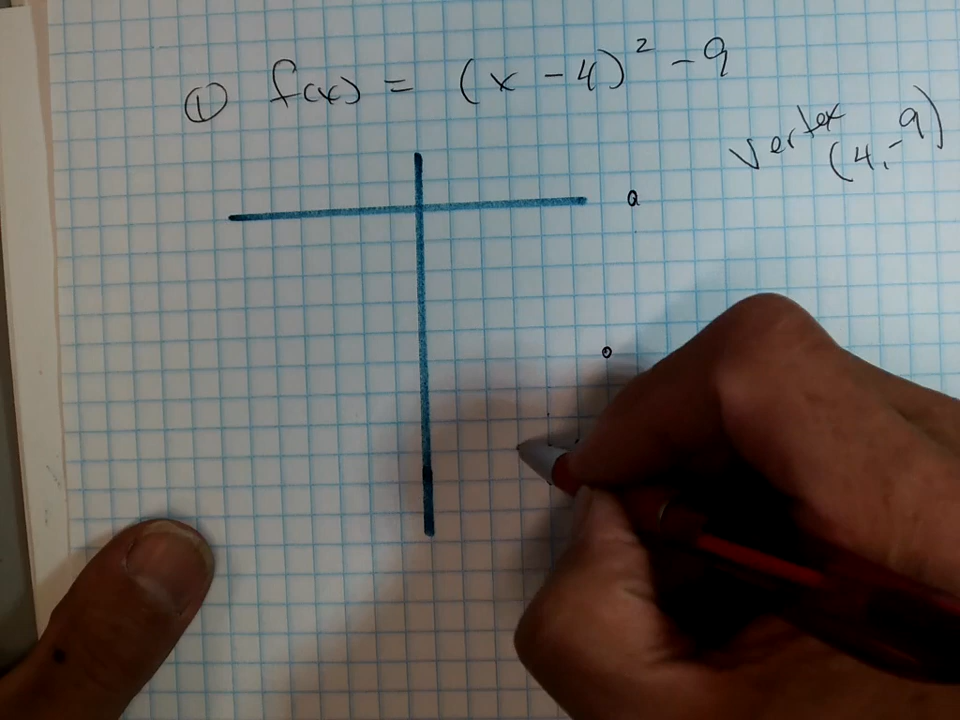 ① f(x) = (x - 4)² - 9
vertex
(4, -9)